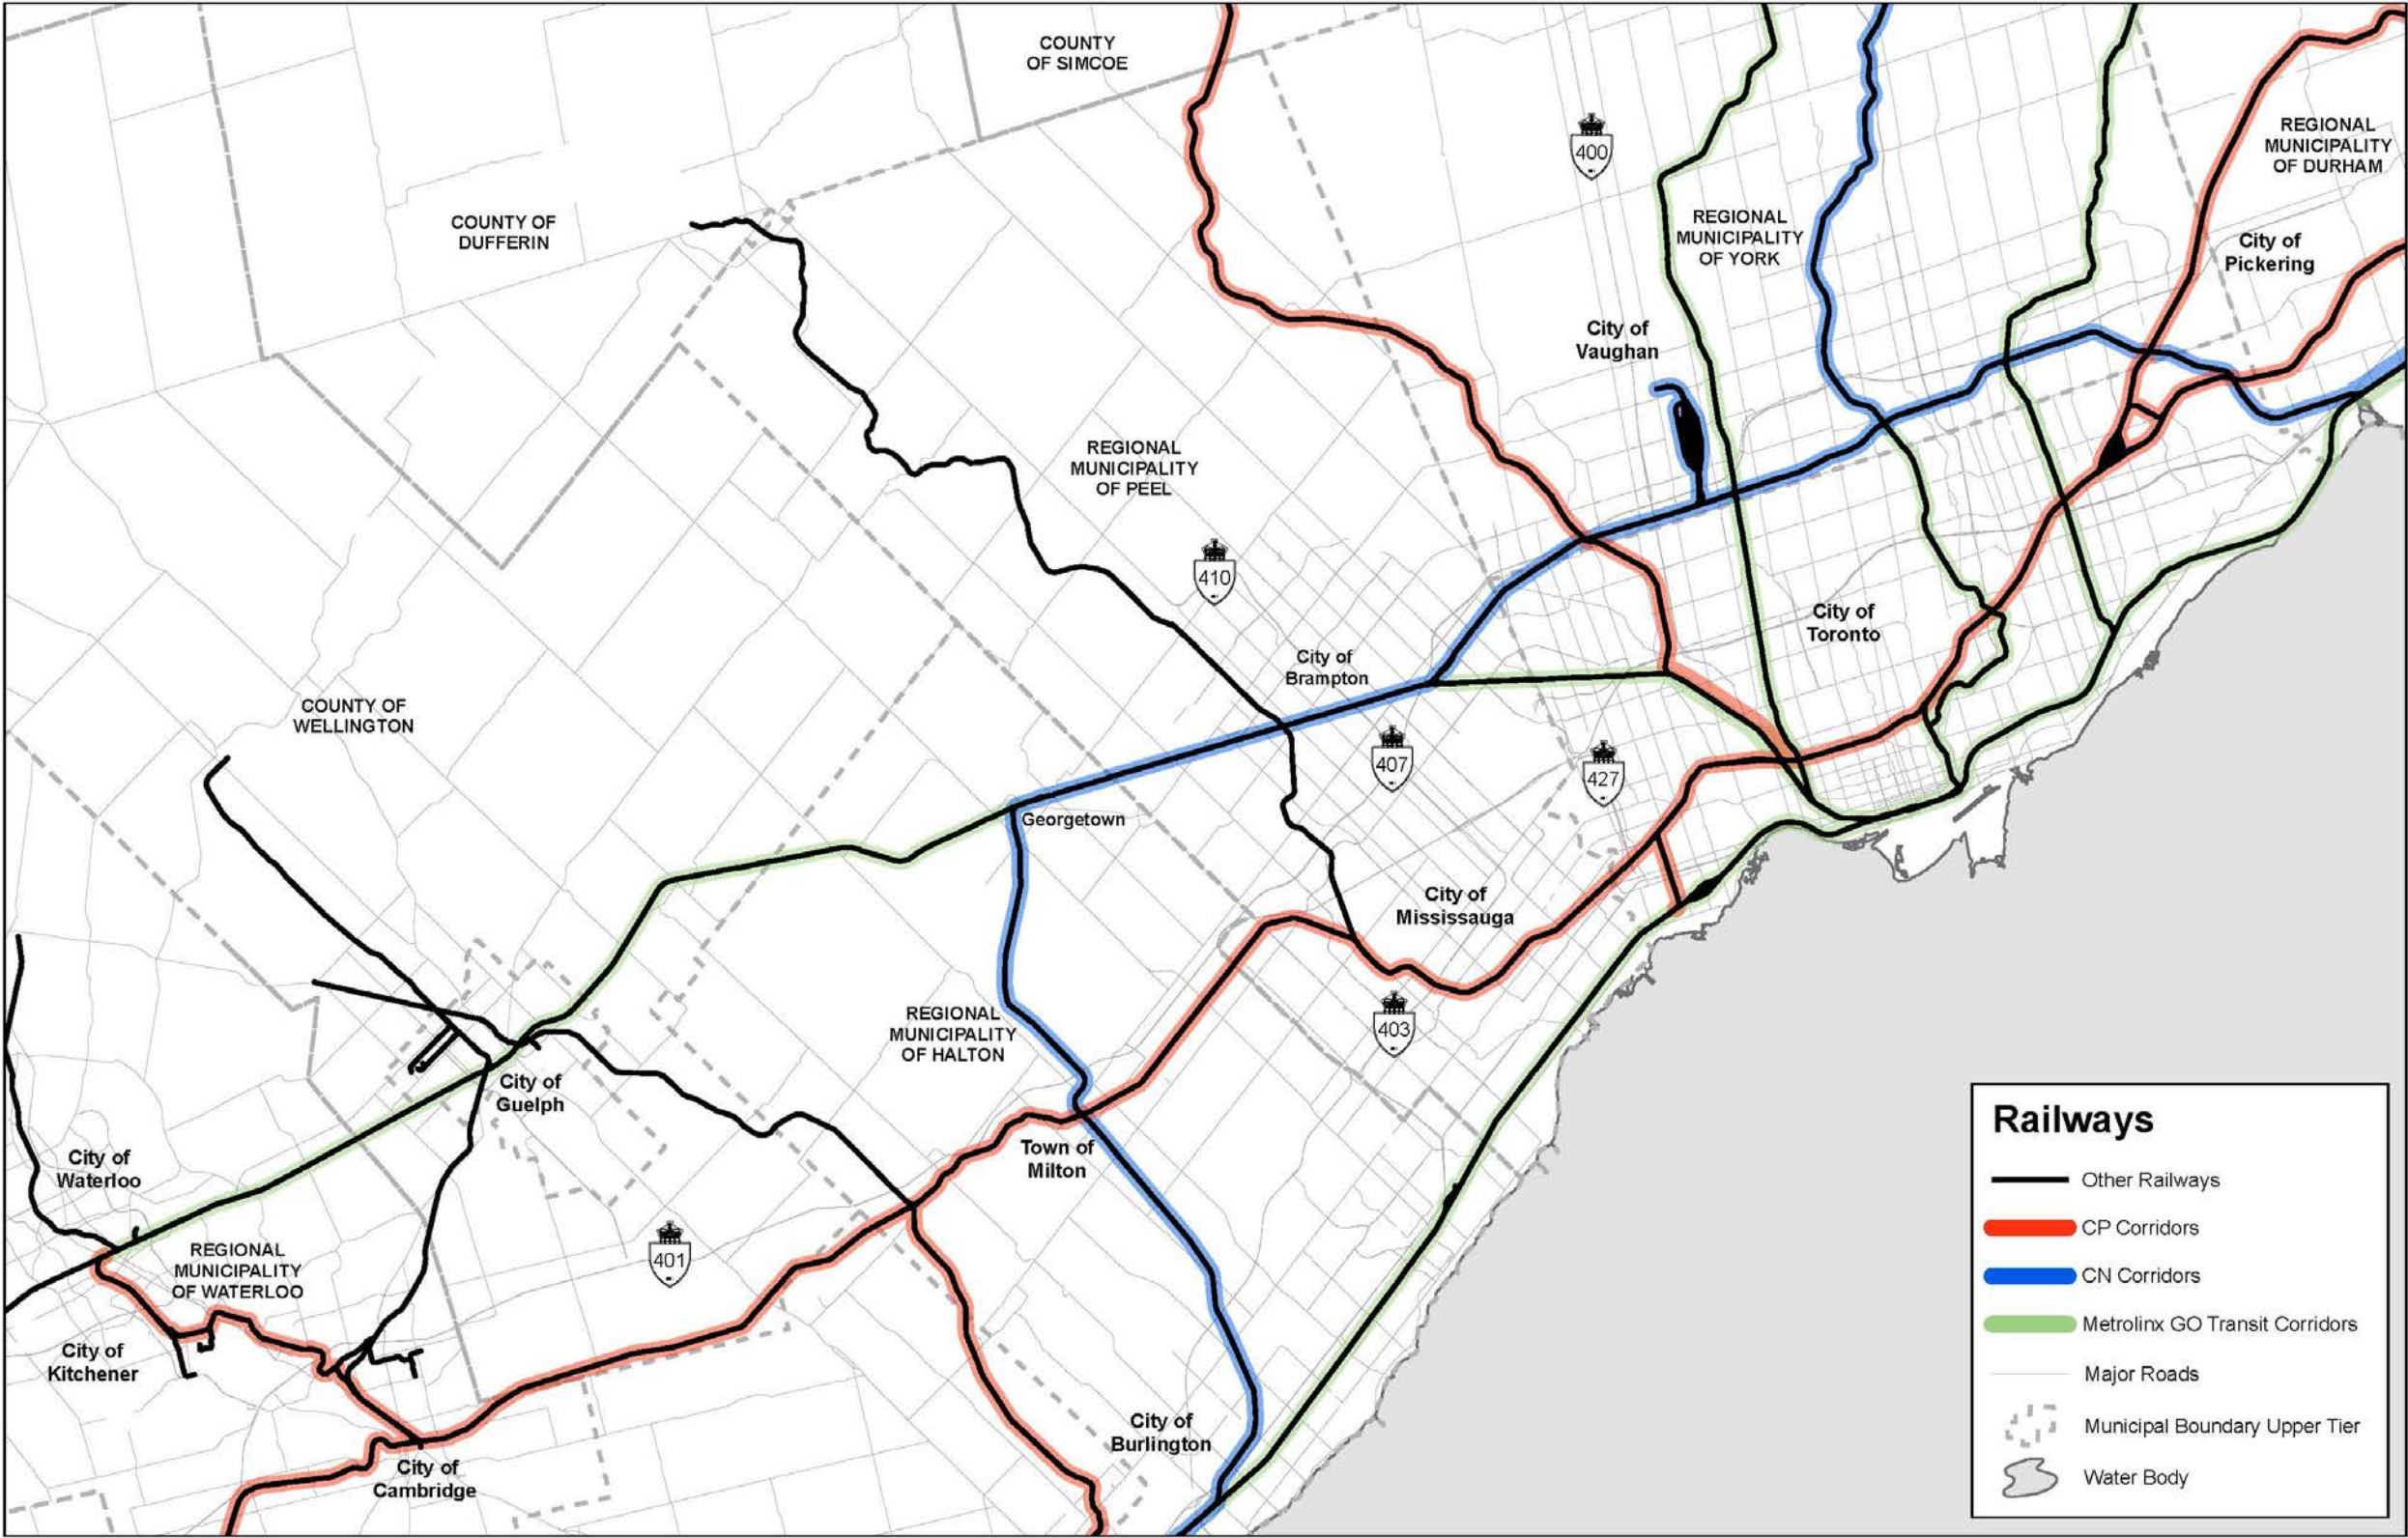 COUNTY
OF SIMCOE
400
REGIONAL
MUNICIPALITY
OF DURHAM
COUNTY OF
DUFFERIN
REGIONAL
MUNICIPALITY
OF YORK
City of
Pickering
City of
Vaughan
REGIONAL
MUNICIPALITY
OF PEEL
410
City of
Toronto
City of
Brampton
COUNTY OF
WELLINGTON
407
427
Georgetown
City of
Mississauga
REGIONAL
MUNICIPALITY
OF HALTON
403
City of
Guelph
Town of
Milton
City of
Waterloo
REGIONAL
MUNICIPALITY
OF WATERLOO
401
City of
Kitchener
City of
Burlington
City of
Cambridge
Railways
Other Railways
CP Corridors
CN Corridors
Metrolinx GO Transit Corridors
Major Roads
Municipal Boundary Upper Tier
Water Body